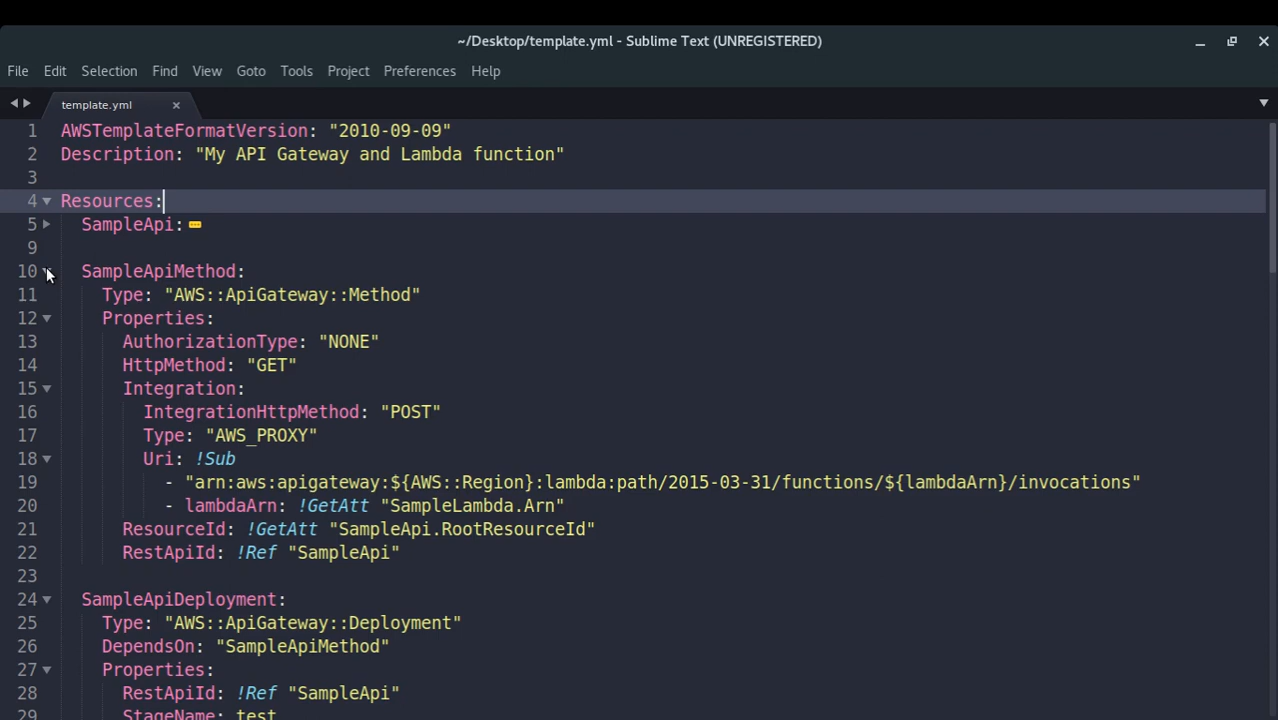 ~/Desktop/template.yml - Sublime Text (UNREGISTERED)
File Edit Selection Find View Goto Tools Project Preferences Help
template.yml
1 AWSTemplateFormatVersion: "2010-09-09"
2 Description: "My API Gateway and Lambda function"
3
4 Resources:
5 SampleApi:
9
10 SampleApiMethod:
11 Type: "AWS::ApiGateway::Method"
12 Properties:
13 AuthorizationType: "NONE"
14 HttpMethod: "GET"
15 Integration:
16 IntegrationHttpMethod: "POST"
17 Type: "AWS_PROXY"
18 Uri: !Sub
19 - "arn:aws:apigateway:${AWS::Region}:lambda:path/2015-03-31/functions/${lambdaArn}/invocations"
20 - lambdaArn: !GetAtt "SampleLambda.Arn"
21 ResourceId: !GetAtt "SampleApi.RootResourceId"
22 RestApiId: !Ref "SampleApi"
23
24 SampleApiDeployment:
25 Type: "AWS::ApiGateway::Deployment"
26 DependsOn: "SampleApiMethod"
27 Properties:
28 RestApiId: !Ref "SampleApi"
29 StageName: test